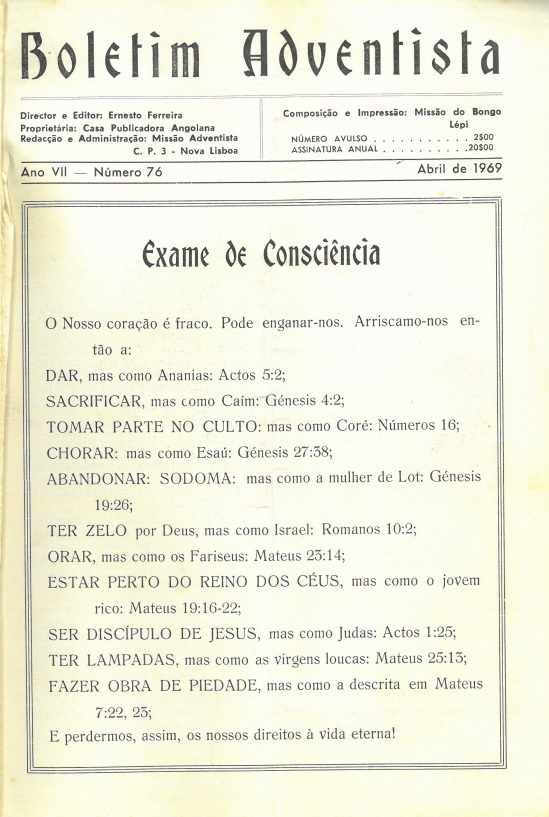 Boletim Adventista
Director e Editor: Ernesto Ferreira
Proprietária: Casa Publicadora Angolana
Redacção e Administração: Missão Adventista
C. P. 3 - Nova Lisboa
Composição e Impressão: Missão do Bongo
Lépi
NÚMERO AVULSO . . . . . . . . . . . 2$00
ASSINATURA ANUAL . . . . . . . . . .20$00
Ano VII — Número 76
Abril de 1969
Exame de Consciência
O Nosso coração é fraco. Pode enganar-nos. Arriscamo-nos en-
tão a:
DAR, mas como Ananias: Actos 5:2;
SACRIFICAR, mas como Caím: Génesis 4:2;
TOMAR PARTE NO CULTO: mas como Coré: Números 16;
CHORAR: mas como Esaú: Génesis 27:38;
ABANDONAR: SODOMA: mas como a mulher de Lot: Génesis
19:26;
TER ZELO por Deus, mas como Israel: Romanos 10:2;
ORAR, mas como os Fariseus: Mateus 23:14;
ESTAR PERTO DO REINO DOS CÉUS, mas como o jovem
rico: Mateus 19:16-22;
SER DISCÍPULO DE JESUS, mas como Judas: Actos 1:25;
TER LAMPADAS, mas como as virgens loucas: Mateus 25:13;
FAZER OBRA DE PIEDADE, mas como a descrita em Mateus
7:22, 23;
E perdermos, assim, os nossos direitos à vida eterna!